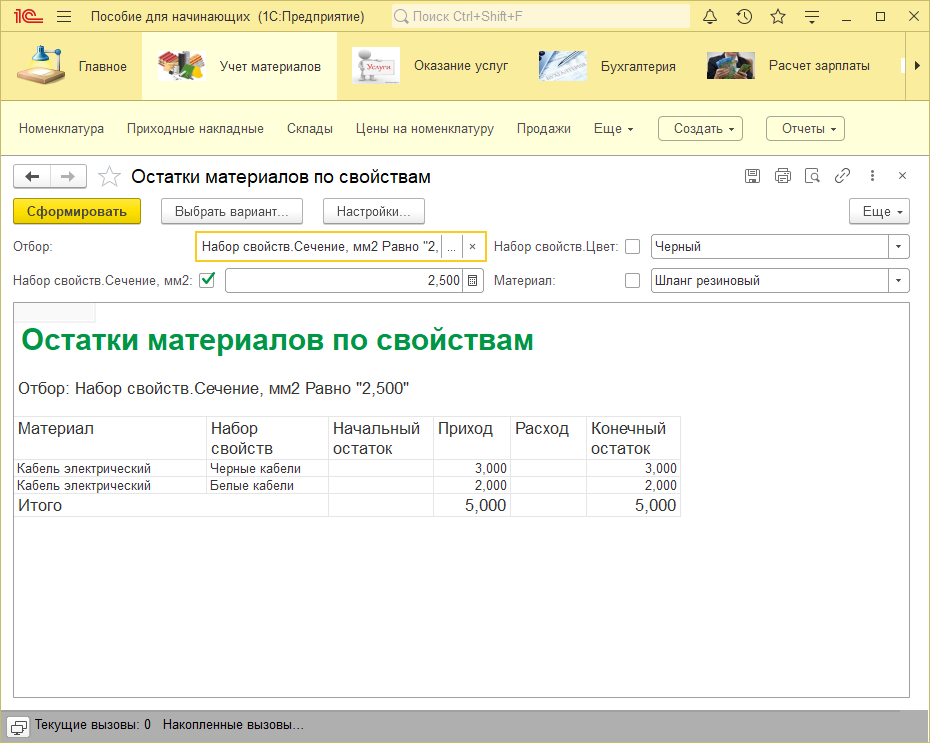 1С Пособие для начинающих (1С:Предприятие) Поиск Ctrl+Shift+F
Главное Учет материалов Услуги Оказание услуг Бухгалтерия Расчет зарплаты
Номенклатура Приходные накладные Склады Цены на номенклатуру Продажи Еще Создать Отчеты
Остатки материалов по свойствам
Сформировать Выбрать вариант... Настройки... Еще
Отбор: Набор свойств.Сечение, мм2 Равно "2, ... × Набор свойств.Цвет: Черный
Набор свойств.Сечение, мм2: 2,500 Материал: Шланг резиновый
Остатки материалов по свойствам
Отбор: Набор свойств.Сечение, мм2 Равно "2,500"
Материал Набор свойств Начальный остаток Приход Расход Конечный остаток
Кабель электрический Черные кабели 3,000 3,000
Кабель электрический Белые кабели 2,000 2,000
Итого 5,000 5,000
Текущие вызовы: 0 Накопленные вызовы...